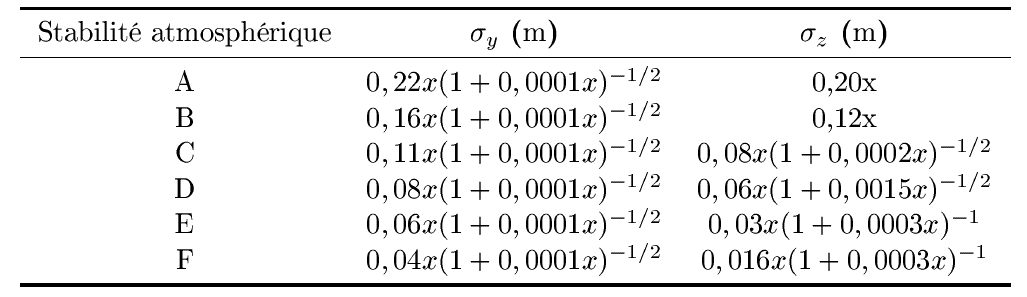 Stabilité atmosphérique σ_y (m) σ_z (m)
A 0,22x(1 + 0,0001x)^{−1/2} 0,20x
B 0,16x(1 + 0,0001x)^{−1/2} 0,12x
C 0,11x(1 + 0,0001x)^{−1/2} 0,08x(1 + 0,0002x)^{−1/2}
D 0,08x(1 + 0,0001x)^{−1/2} 0,06x(1 + 0,0015x)^{−1/2}
E 0,06x(1 + 0,0001x)^{−1/2} 0,03x(1 + 0,0003x)^{−1}
F 0,04x(1 + 0,0001x)^{−1/2} 0,016x(1 + 0,0003x)^{−1}